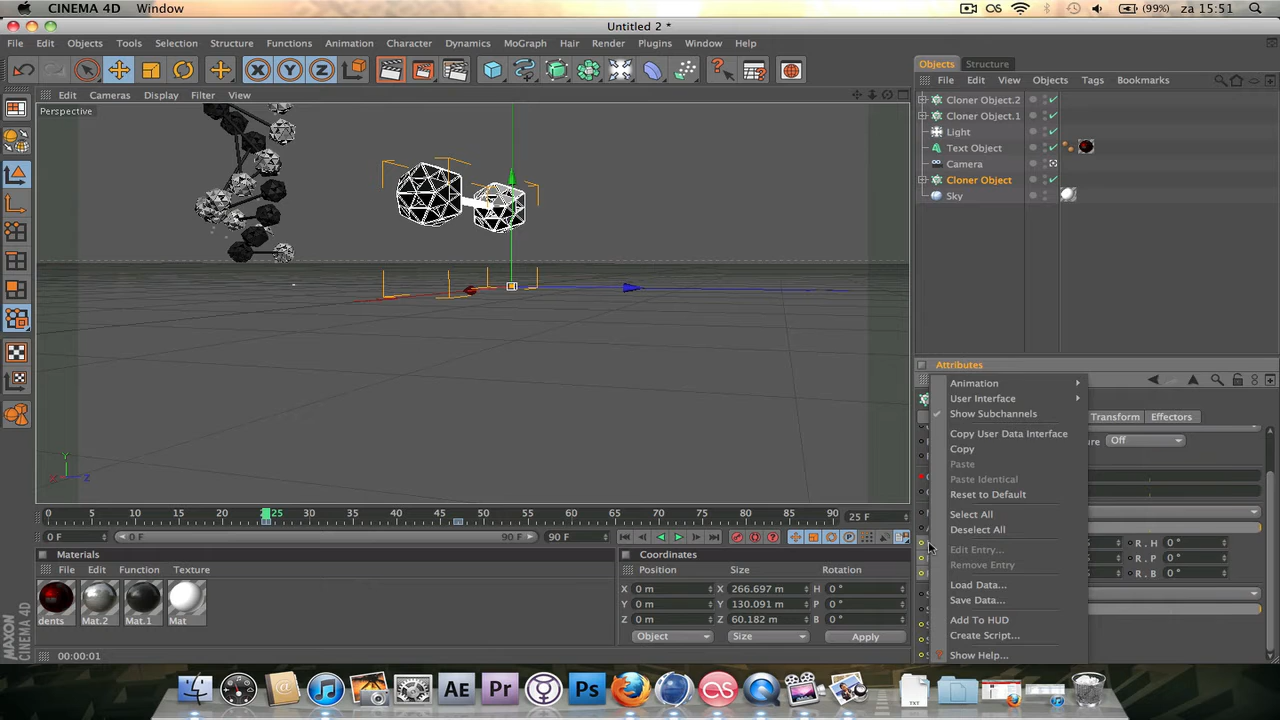 CINEMA 4D Window (99%) za 15:51
Untitled 2 *
File Edit Objects Tools Selection Structure Functions Animation Character Dynamics MoGraph Hair Render Plugins Window Help
Objects Structure
File Edit View Objects Tags Bookmarks
Edit Cameras Display Filter View
Perspective
Cloner Object.2
Cloner Object.1
Light
Text Object
Camera
Cloner Object
Sky
Attributes
Animation
User Interface
Show Subchannels
Transform Effectors
Copy User Data Interface
Off
Copy
Paste
Paste Identical
Reset to Default
Select All
Deselect All
Edit Entry...
Remove Entry
Load Data...
Save Data...
Add To HUD
Create Script...
Show Help...
R . H 0 °
R . P 0 °
R . B 0 °
Y
X Z
0 5 10 15 20 25 30 35 40 45 50 55 60 65 70 75 80 85 90 25 F
0 F 0 F 90 F 90 F
Materials
File Edit Function Texture
dents Mat.2 Mat.1 Mat
Coordinates
Position Size Rotation
X 0 m X 266.697 m H 0 °
Y 0 m Y 130.091 m P 0 °
Z 0 m Z 60.182 m B 0 °
Object Size Apply
MAXON CINEMA 4D
00:00:01
AE Pr Ps
TXT